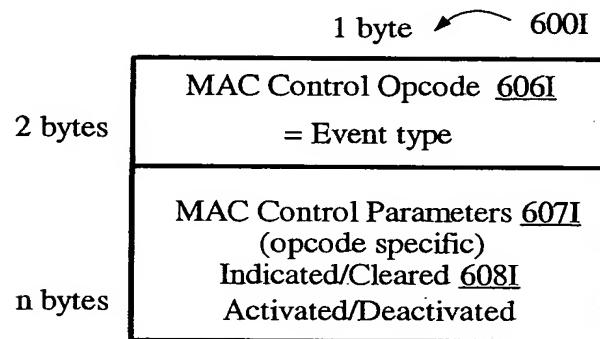 1 byte 600I
MAC Control Opcode 606I
2 bytes
= Event type
MAC Control Parameters 607I
(opcode specific)
Indicated/Cleared 608I
n bytes
Activated/Deactivated